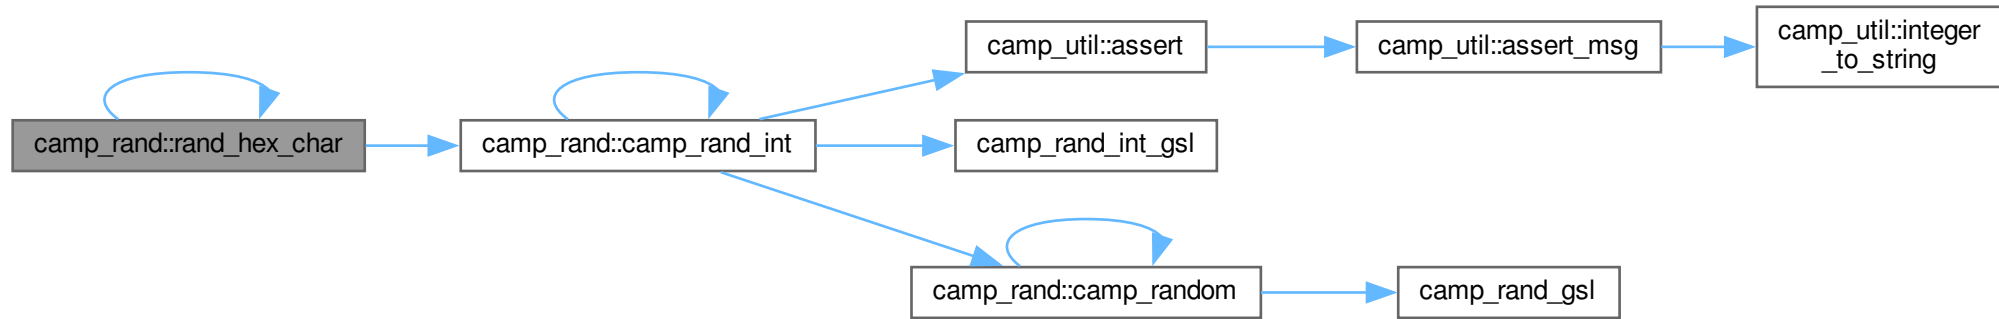 camp_rand::rand_hex_char
camp_rand::camp_rand_int
camp_util::assert
camp_util::assert_msg
camp_util::integer
_to_string
camp_rand_int_gsl
camp_rand::camp_random
camp_rand_gsl